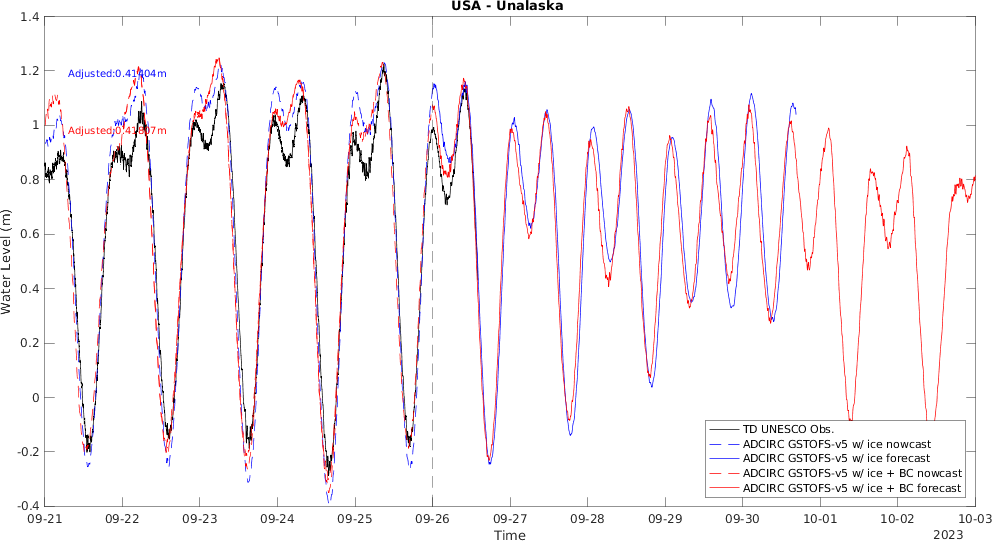 USA - Unalaska
1.4
1.2
1
0.8
0.6
0.4
0.2
0
-0.2
-0.4
Water Level (m)
Adjusted:0.41404m
TD UNESCO Obs.
ADCIRC GSTOFS-v5 w/ ice nowcast
ADCIRC GSTOFS-v5 w/ ice forecast
ADCIRC GSTOFS-v5 w/ ice + BC nowcast
ADCIRC GSTOFS-v5 w/ ice + BC forecast
09-21
09-22
09-23
09-24
09-25
09-26
09-27
09-28
09-29
09-30
10-01
10-02
10-03
Time
2023